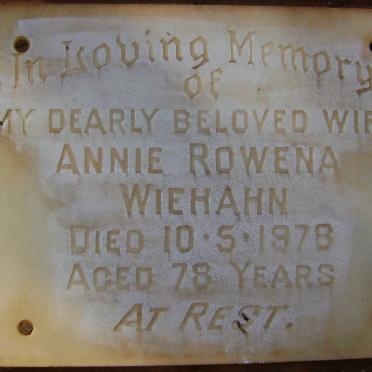 In Loving Memory
of
MY DEARLY BELOVED WIFE
ANNIE ROWENA
WIEHAHN
DIED 10·5·1978
AGED 78 YEARS
AT REST.